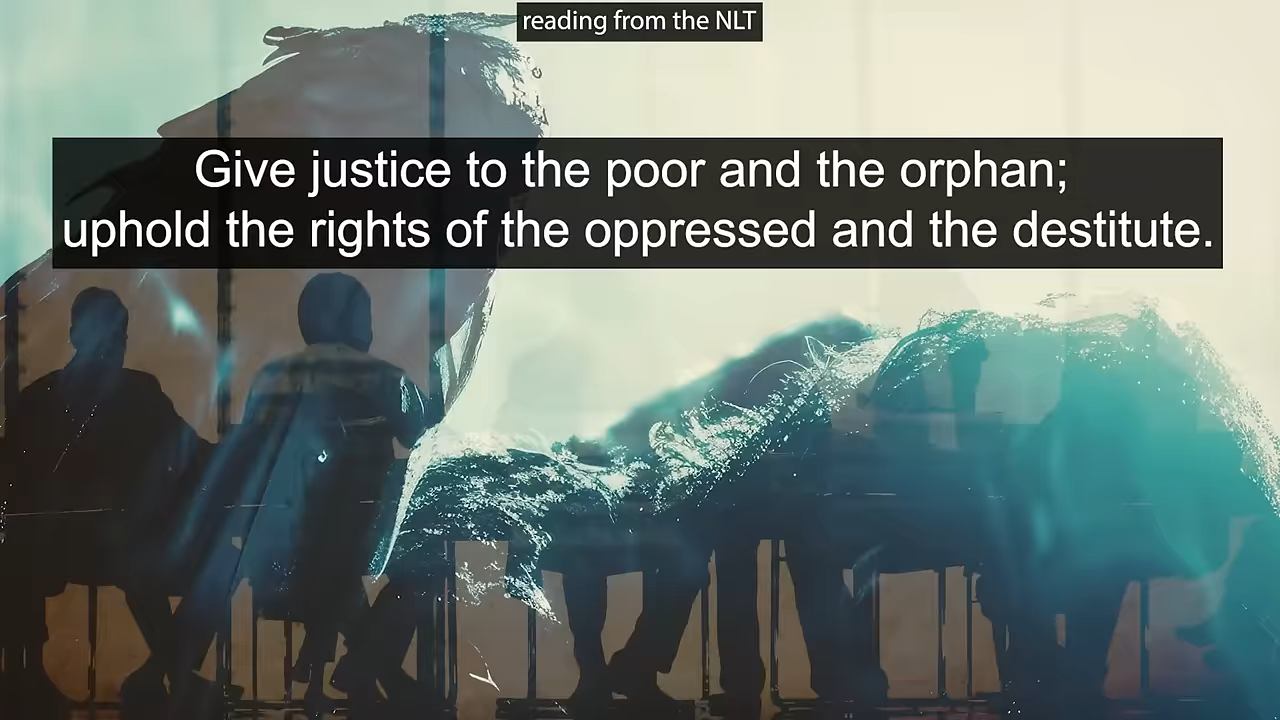 reading from the NLT
Give justice to the poor and the orphan;
uphold the rights of the oppressed and the destitute.